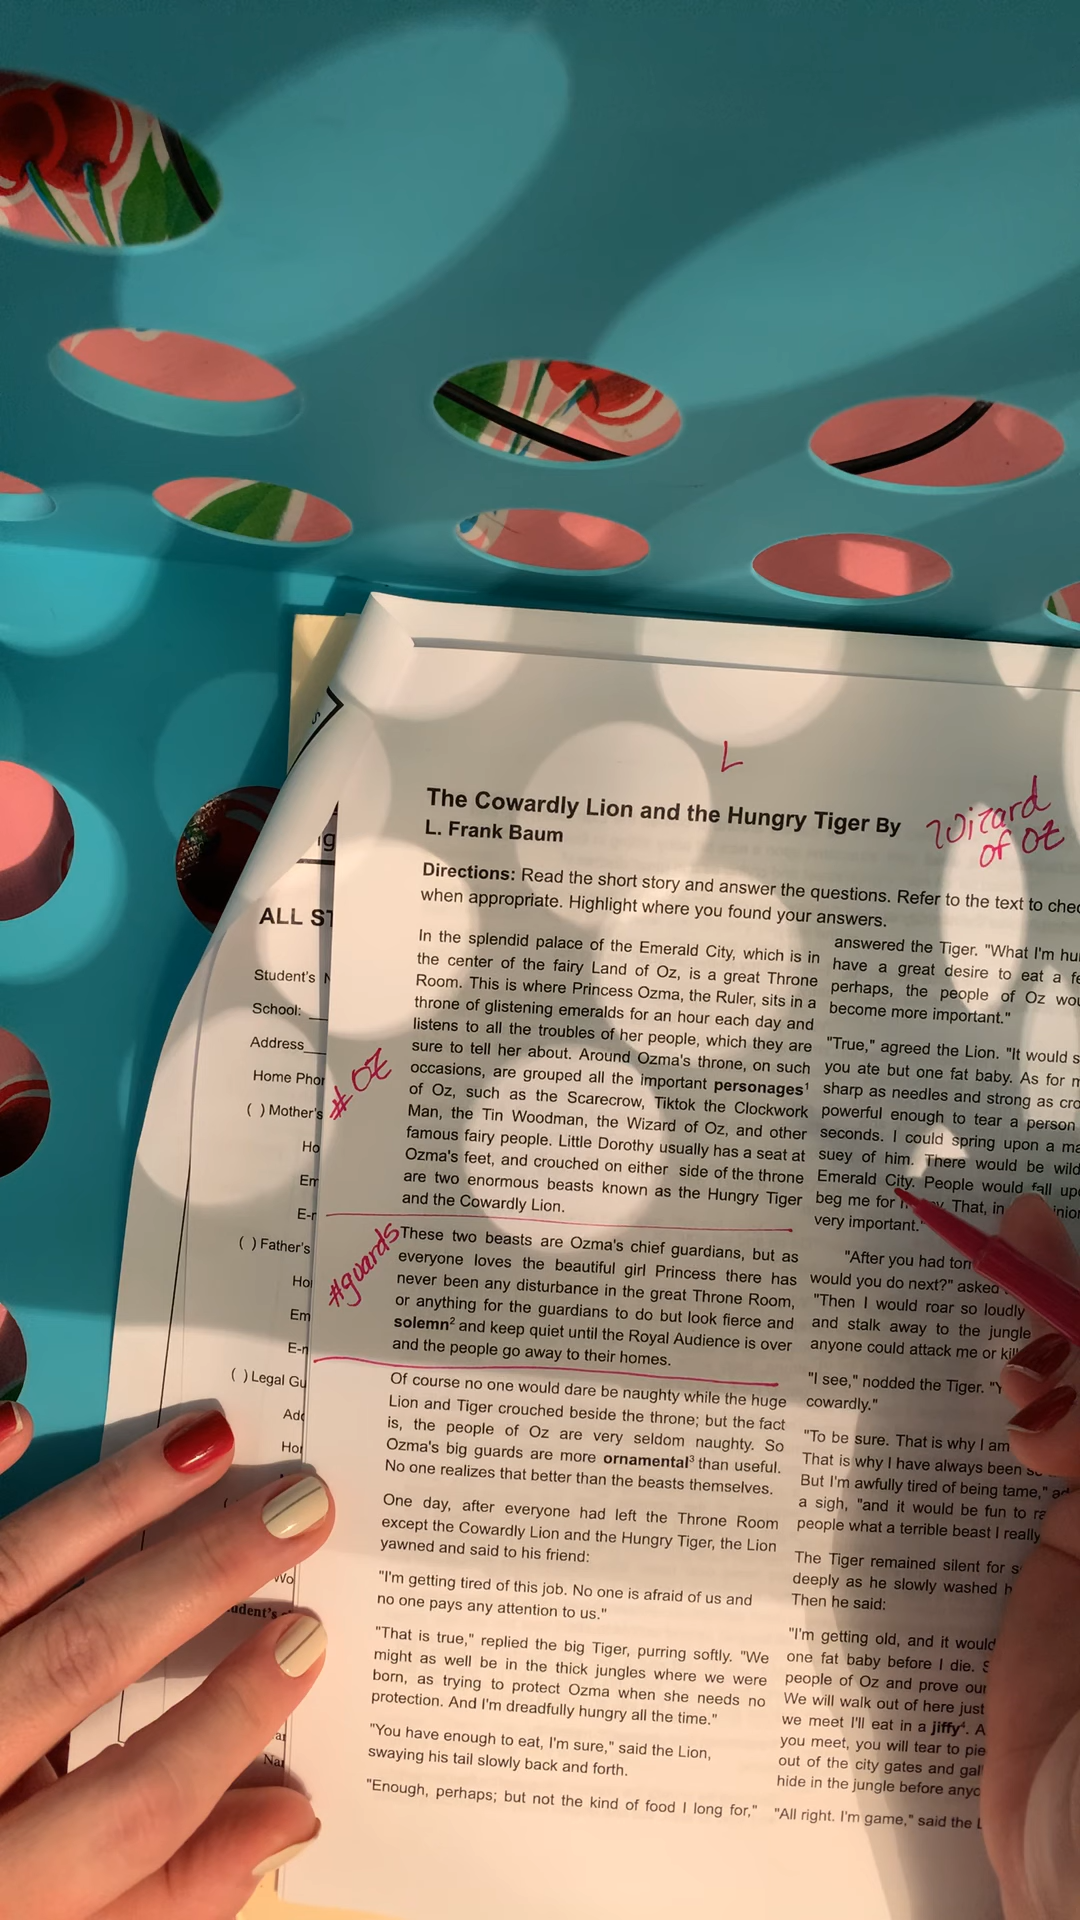 L
The Cowardly Lion and the Hungry Tiger By
L. Frank Baum
Wizard
of Oz
Directions: Read the short story and answer the questions. Refer to the text to
when appropriate. Highlight where you found your answers.
In the splendid palace of the Emerald City, which is in
the center of the fairy Land of Oz, is a great Throne
Room. This is where Princess Ozma, the Ruler, sits in a
throne of glistening emeralds for an hour each day and
listens to all the troubles of her people, which they are
sure to tell her about. Around Ozma's throne, on such
occasions, are grouped all the important personages¹
of Oz, such as the Scarecrow, Tiktok the Clockwork
Man, the Tin Woodman, the Wizard of Oz, and other
famous fairy people. Little Dorothy usually has a seat at
Ozma's feet, and crouched on either side of the throne
are two enormous beasts known as the Hungry Tiger
and the Cowardly Lion.
#OZ
These two beasts are Ozma's chief guardians, but as
everyone loves the beautiful girl Princess there has
never been any disturbance in the great Throne Room,
or anything for the guardians to do but look fierce and
solemn² and keep quiet until the Royal Audience is over
and the people go away to their homes.
#guards
Of course no one would dare be naughty while the huge
Lion and Tiger crouched beside the throne; but the fact
is, the people of Oz are very seldom naughty. So
Ozma's big guards are more ornamental³ than useful.
No one realizes that better than the beasts themselves.
One day, after everyone had left the Throne Room
except the Cowardly Lion and the Hungry Tiger, the Lion
yawned and said to his friend:
"I'm getting tired of this job. No one is afraid of us and
no one pays any attention to us."
"That is true," replied the big Tiger, purring softly. "We
might as well be in the thick jungles where we were
born, as trying to protect Ozma when she needs no
protection. And I'm dreadfully hungry all the time."
"You have enough to eat, I'm sure," said the Lion,
swaying his tail slowly back and forth.
"Enough, perhaps; but not the kind of food I long for,"
answered the Tiger. "What I'm
have a great desire to eat a
perhaps, the people of Oz
become more important."
"True," agreed the Lion. "It would
you ate but one fat baby. As for
sharp as needles and strong as
powerful enough to tear a person
seconds. I could spring upon a
suey of him. There would be
Emerald City. People would fall
beg me for That, in
very important."
"After you had
would you do next?" asked
"Then I would roar so loudly
and stalk away to the jungle
anyone could attack me or
"I see," nodded the Tiger.
cowardly."
"To be sure. That is why I am
That is why I have always been
But I'm awfully tired of being tame,"
a sigh, "and it would be fun to
people what a terrible beast I really
The Tiger remained silent for
deeply as he slowly washed
Then he said:
"I'm getting old, and it would
one fat baby before I die.
people of Oz and prove
We will walk out of here just
we meet I'll eat in a jiffy⁴.
you meet, you will tear to
out of the city gates and
hide in the jungle before
"All right. I'm game," said the
ALL
Student's
School:
Address
Home
( ) Mother's
( ) Father's
( ) Legal